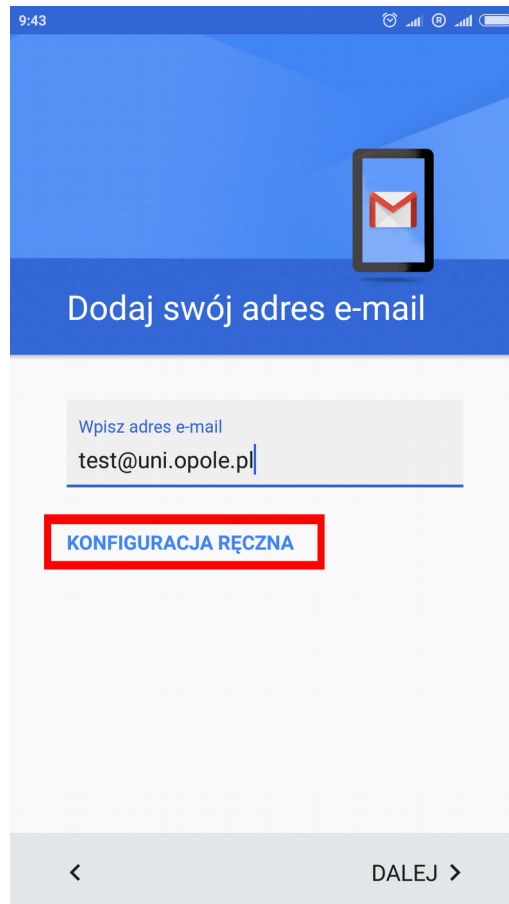 9:43
®
Dodaj swój adres e-mail
Wpisz adres e-mail
test@uni.opole.pl
KONFIGURACJA RĘCZNA
DALEJ